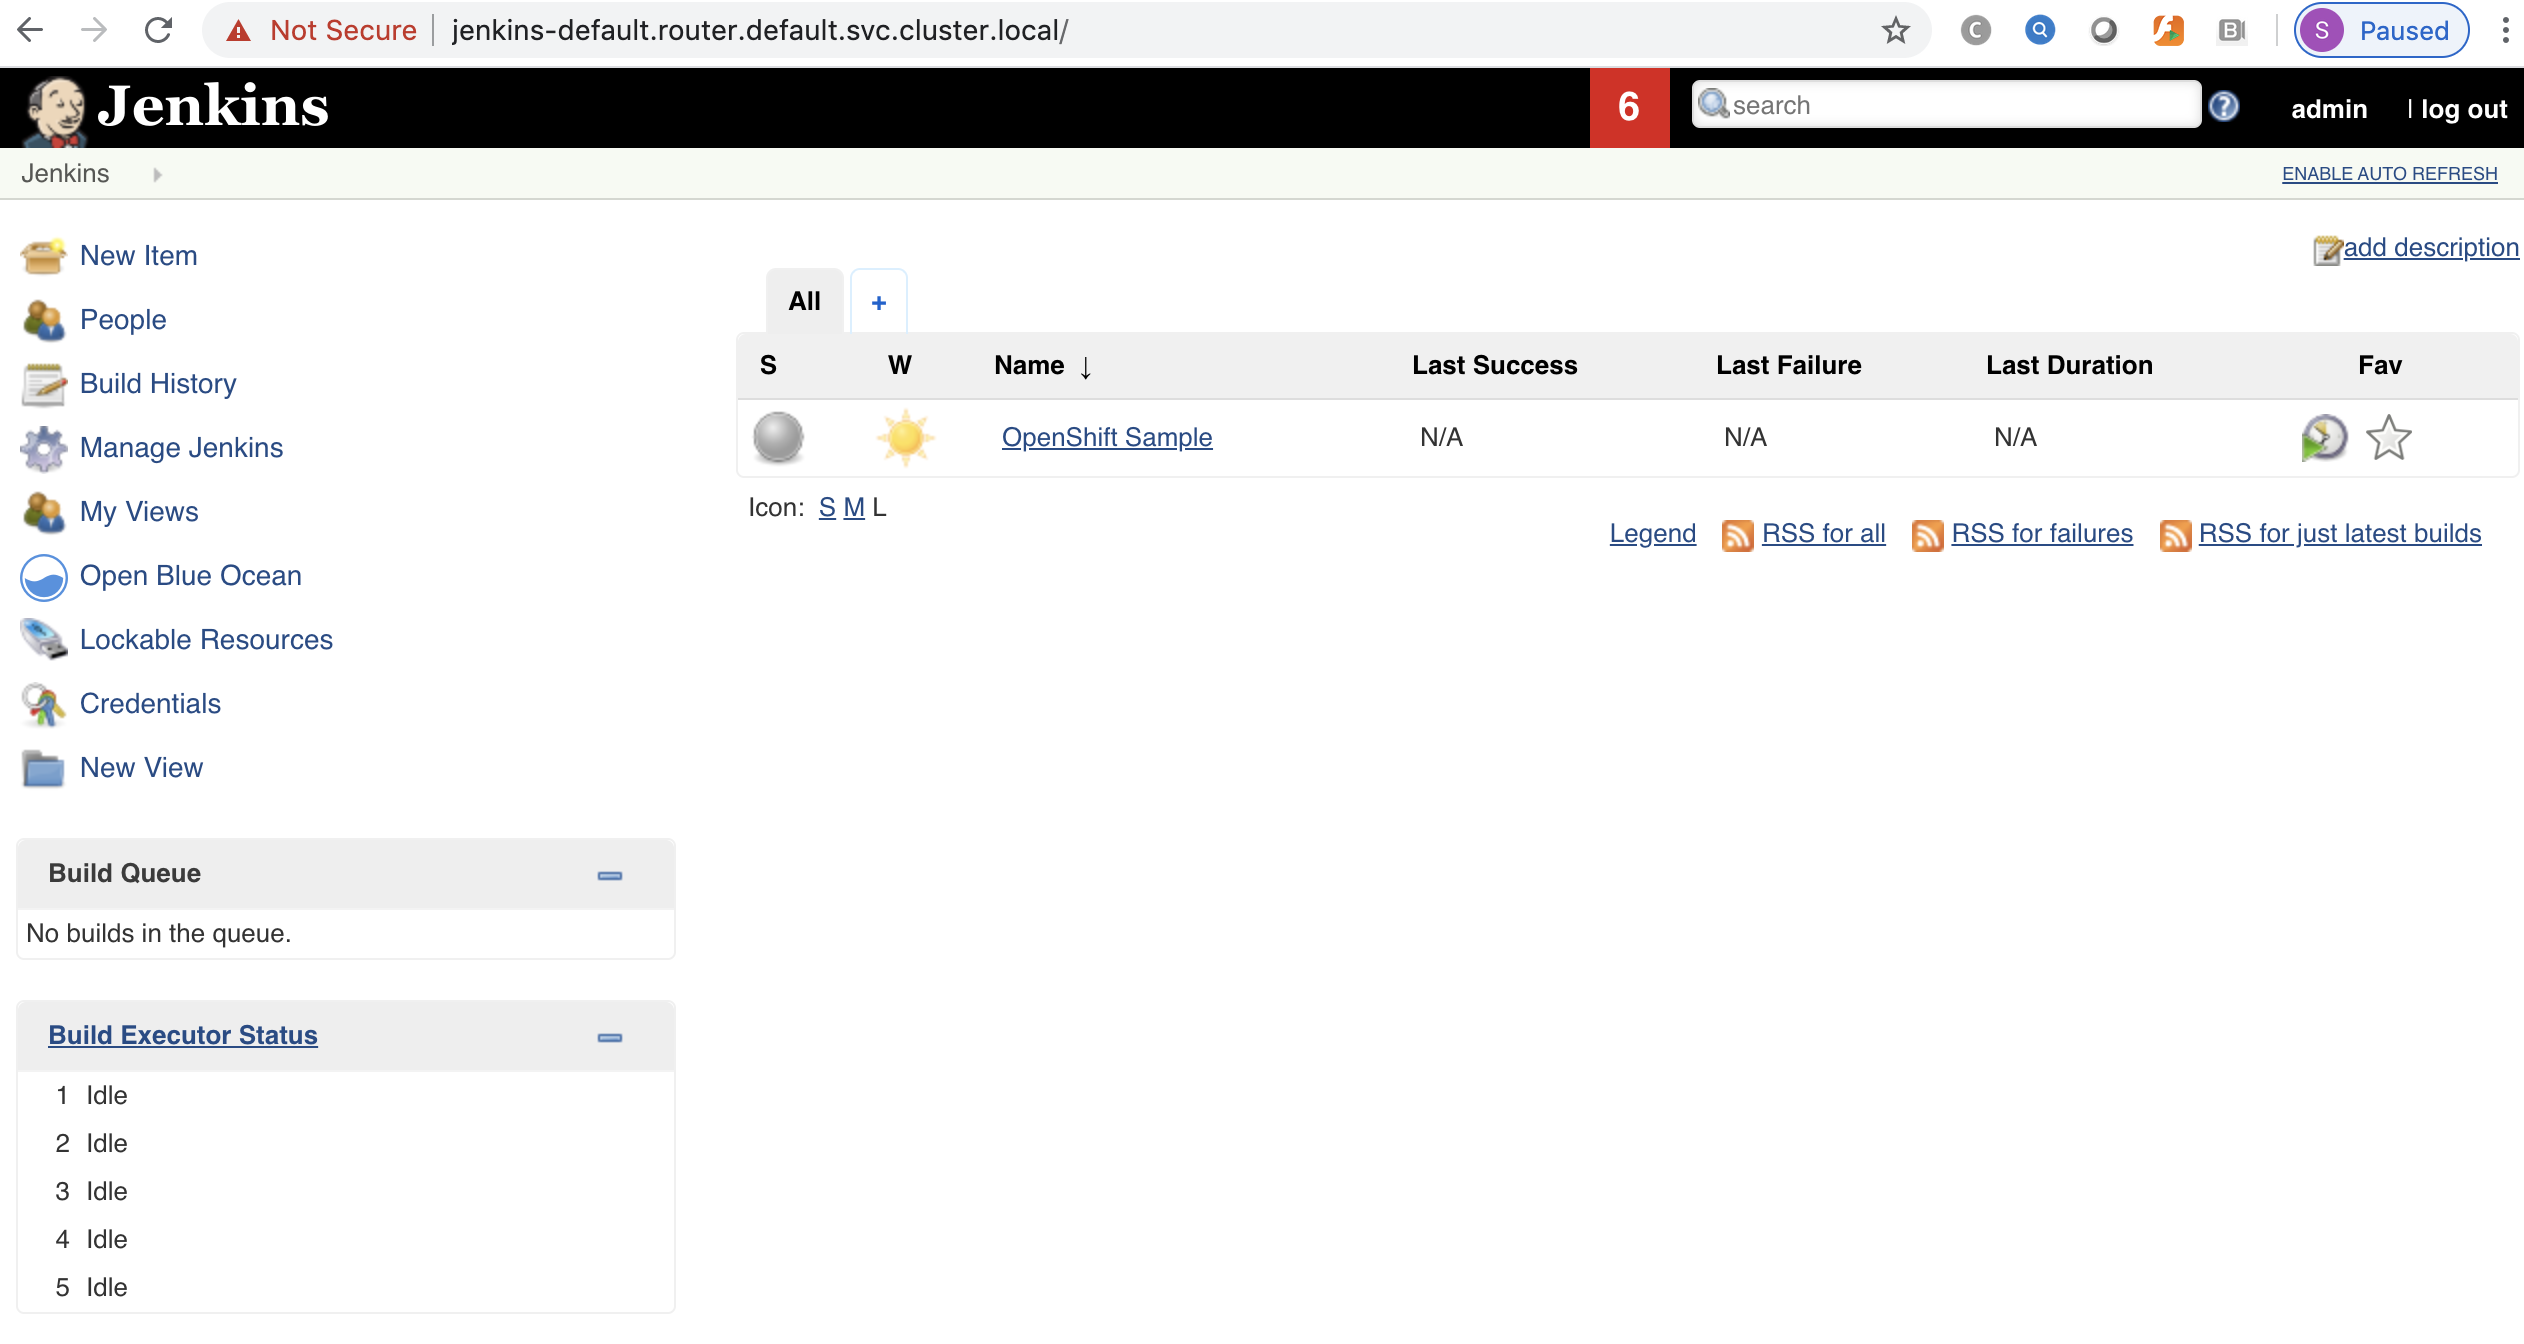 Not Secure | jenkins-default.router.default.svc.cluster.local/ C Q B S Paused
Jenkins 6 search ? admin | log out
Jenkins ENABLE AUTO REFRESH
New Item
People
Build History
Manage Jenkins
My Views
Open Blue Ocean
Lockable Resources
Credentials
New View
Build Queue
No builds in the queue.
Build Executor Status
1 Idle
2 Idle
3 Idle
4 Idle
5 Idle
add description
All +
S W Name ↓ Last Success Last Failure Last Duration Fav
OpenShift Sample N/A N/A N/A
Icon: S M L
Legend RSS for all RSS for failures RSS for just latest builds